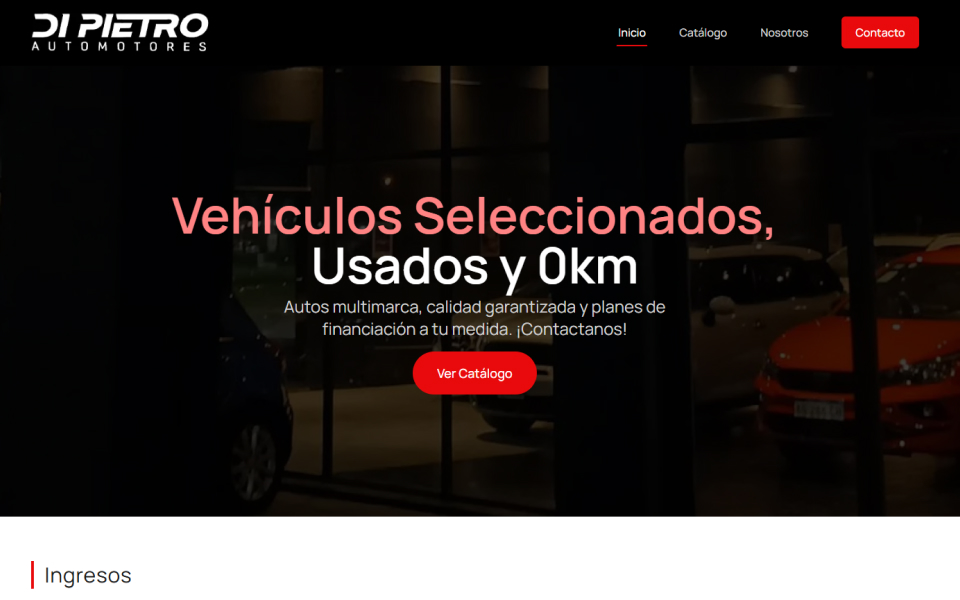 DI PIETRO
AUTOMOTORES
Inicio
Catálogo
Nosotros
Contacto
Vehículos Seleccionados,
Usados y 0km
Autos multimarca, calidad garantizada y planes de
financiación a tu medida. ¡Contactanos!
Ver Catálogo
Ingresos